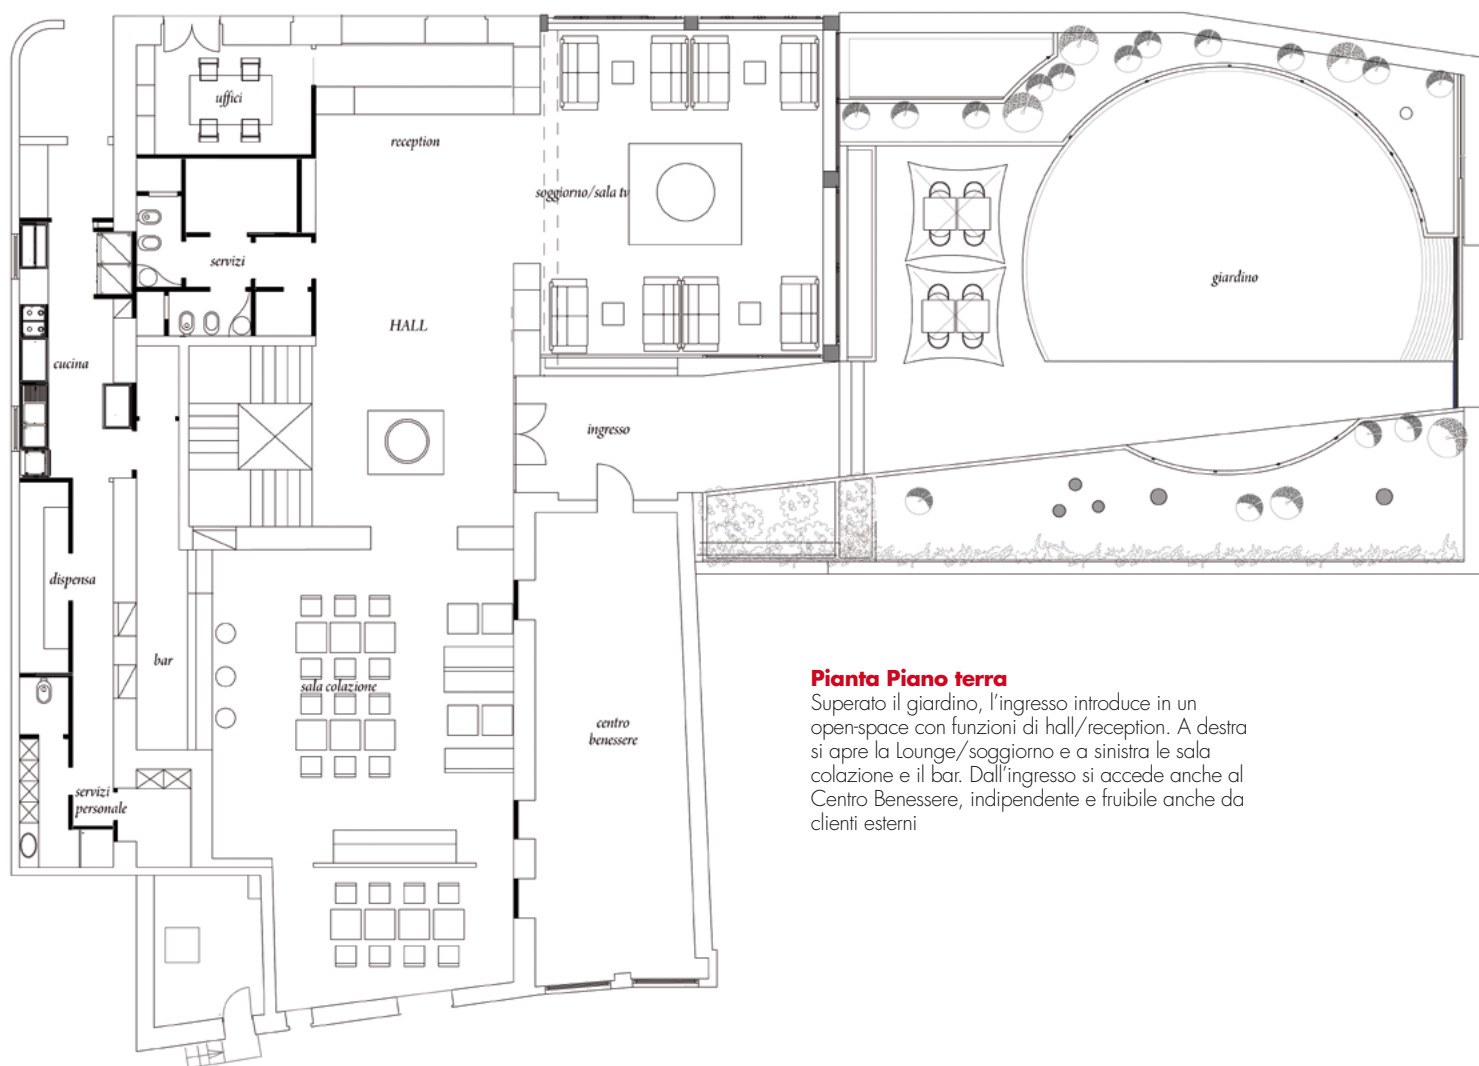 uffici
reception
soggiorno/sala tv
servizi
giardino
HALL
cucina
ingresso
dispensa
bar
sala colazione
centro
benessere
servizi
personale
Pianta Piano terra
Superato il giardino, l'ingresso introduce in un
open-space con funzioni di hall/reception. A destra
si apre la Lounge/soggiorno e a sinistra le sala
colazione e il bar. Dall'ingresso si accede anche al
Centro Benessere, indipendente e fruibile anche da
clienti esterni